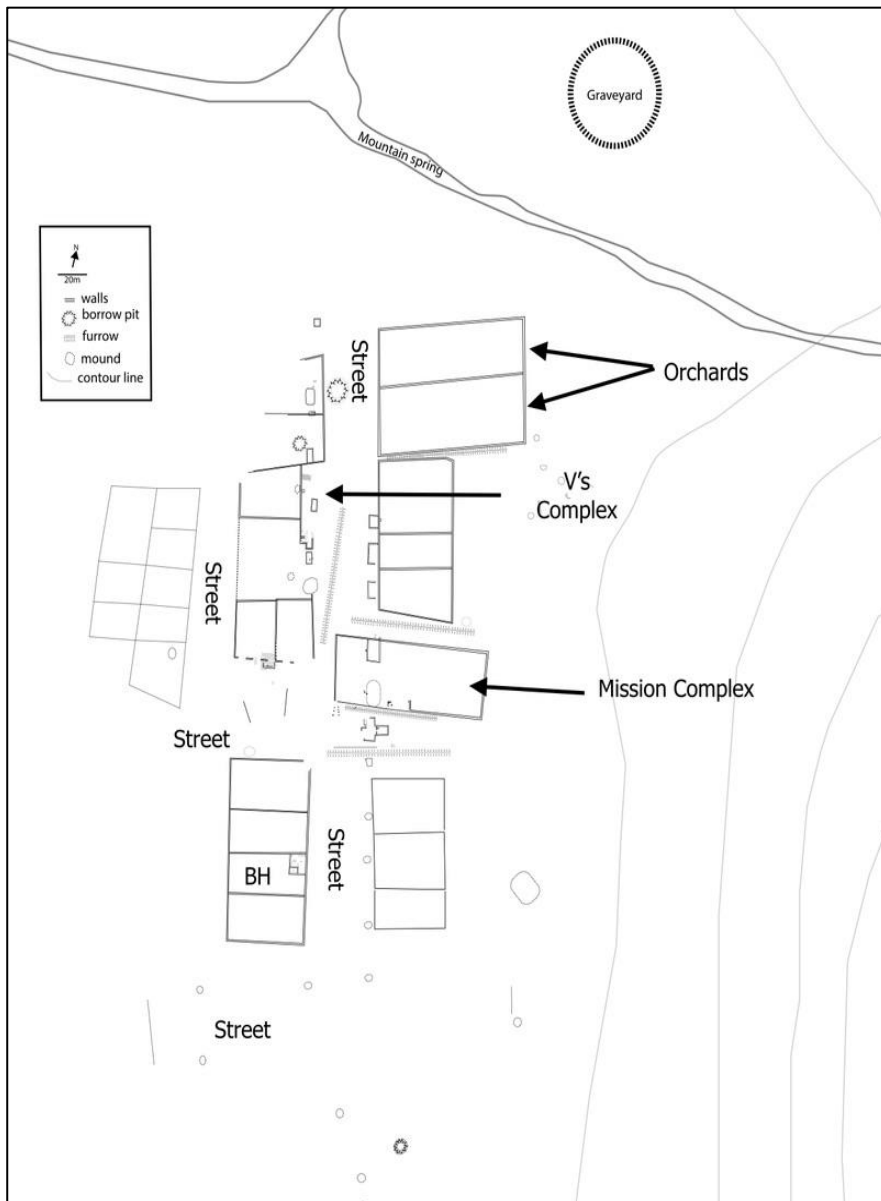 Graveyard
Mountain spring
N
20m
walls
borrow pit
furrow
mound
contour line
Street
Orchards
V's
Complex
Street
Mission Complex
Street
Street
BH
Street